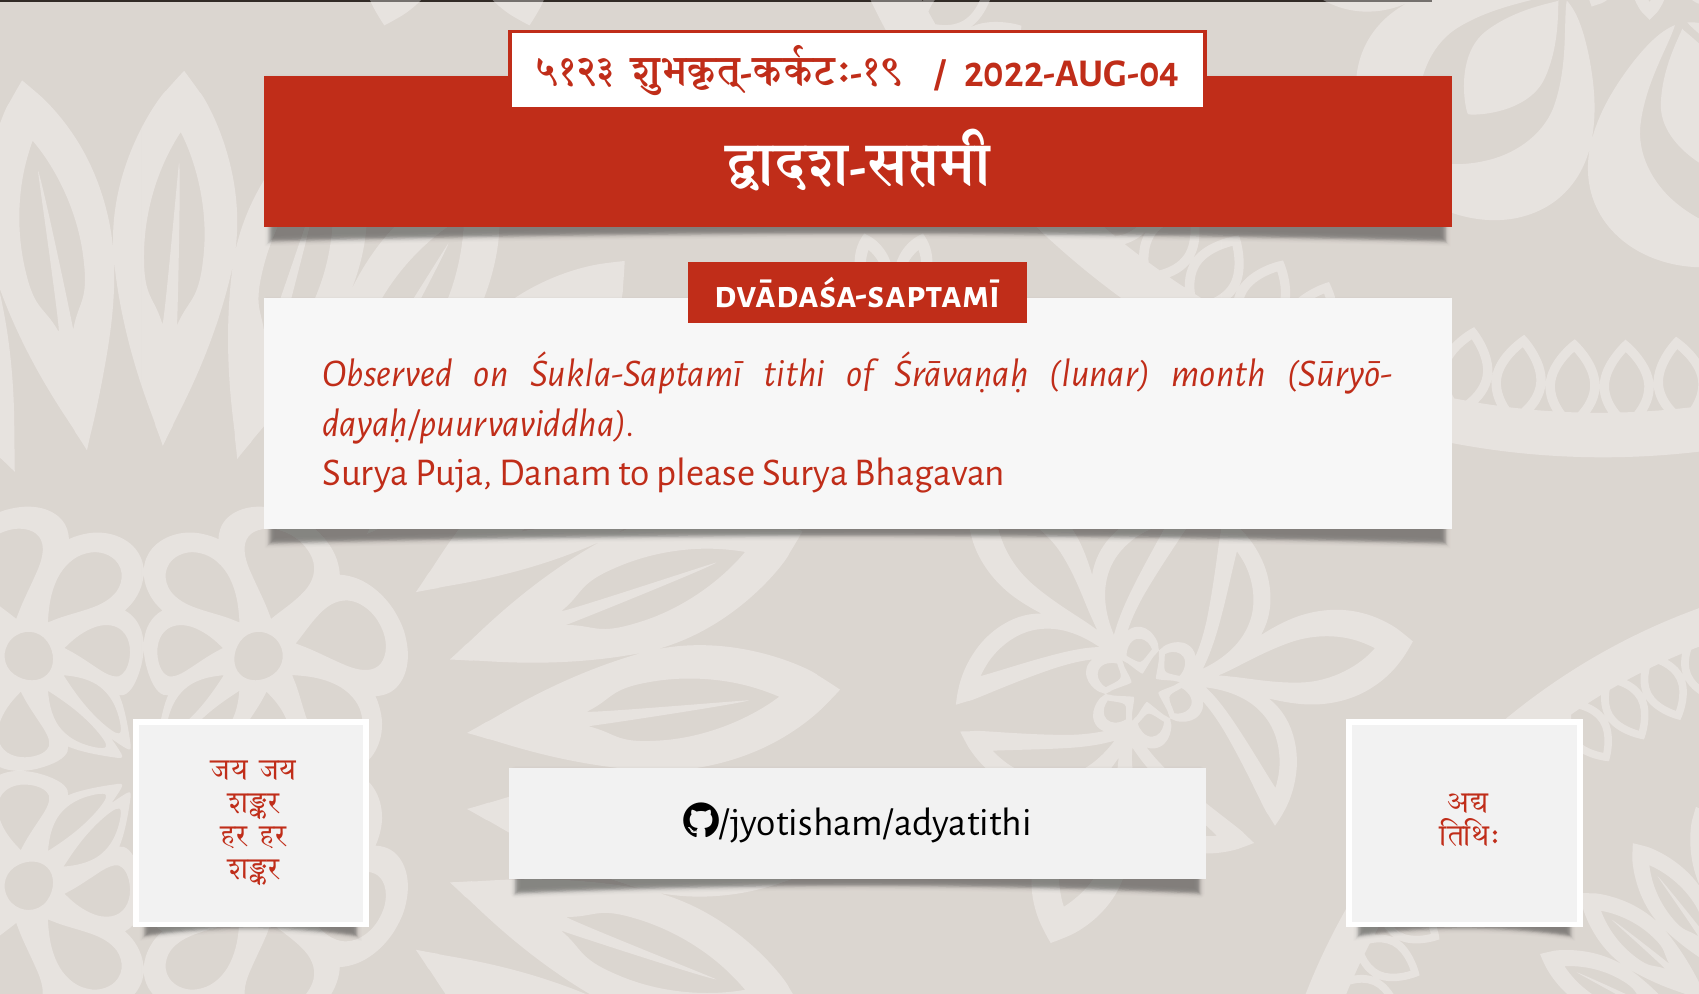 ५१२३ शुभकृत्-कर्कटः-१९ / 2022-AUG-04
द्वादश-सप्तमी
DVĀDAŚA-SAPTAMĪ
Observed on Śukla-Saptamī tithi of Śrāvaṇaḥ (lunar) month (Sūryō-
dayaḥ/puurvaviddha).
Surya Puja, Danam to please Surya Bhagavan
जय जय
शङ्कर
हर हर
शङ्कर
/jyotisham/adyatithi
अद्य
तिथिः